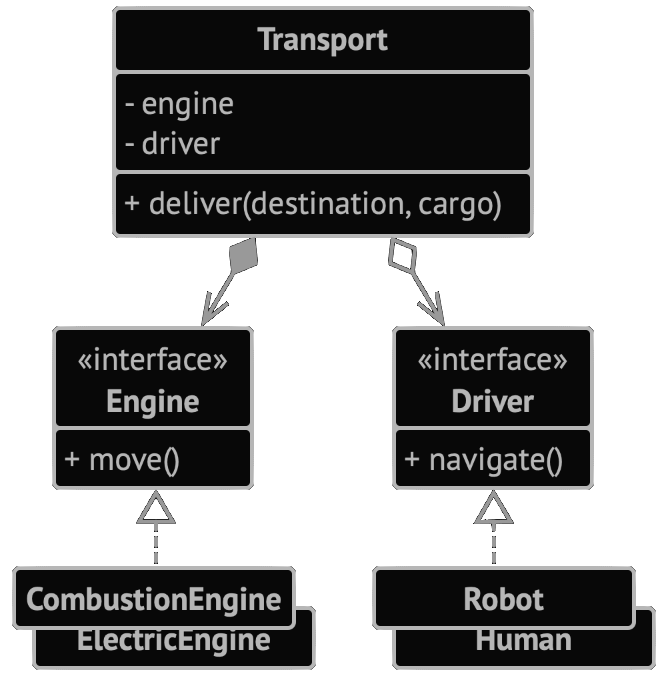 Transport
- engine
- driver
+ deliver(destination, cargo)
«interface»
Engine
+ move()
«interface»
Driver
+ navigate()
CombustionEngine
ElectricEngine
Robot
Human